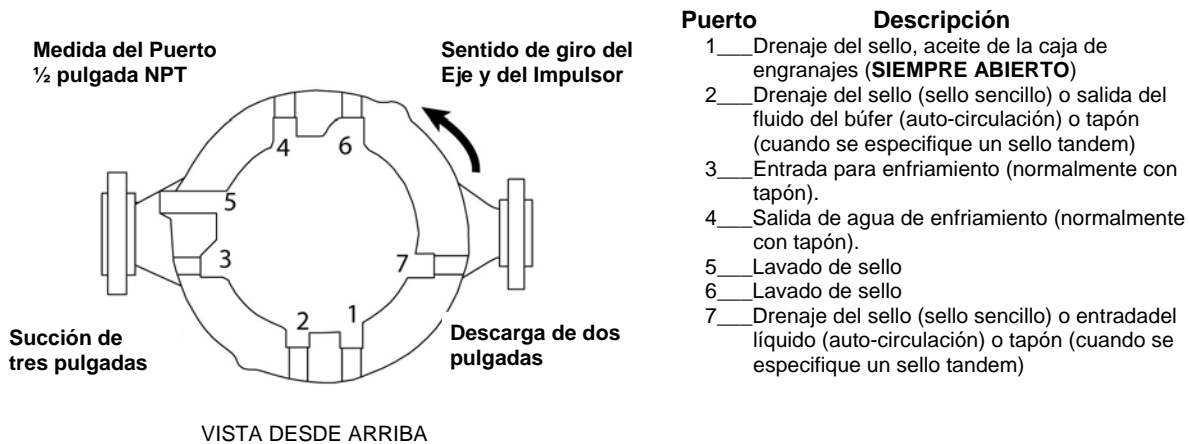 Medida del Puerto
½ pulgada NPT
Sentido de giro del
Eje y del Impulsor
4
6
5
3
7
2
1
Succión de
tres pulgadas
Descarga de dos
pulgadas
VISTA DESDE ARRIBA
Puerto Descripción
1___Drenaje del sello, aceite de la caja de
engranajes (SIEMPRE ABIERTO)
2___Drenaje del sello (sello sencillo) o salida del
fluido del búfer (auto-circulación) o tapón
(cuando se especifique un sello tandem)
3___Entrada para enfriamiento (normalmente con
tapón).
4___Salida de agua de enfriamiento (normalmente
con tapón).
5___Lavado de sello
6___Lavado de sello
7___Drenaje del sello (sello sencillo) o entradadel
líquido (auto-circulación) o tapón (cuando se
especifique un sello tandem)